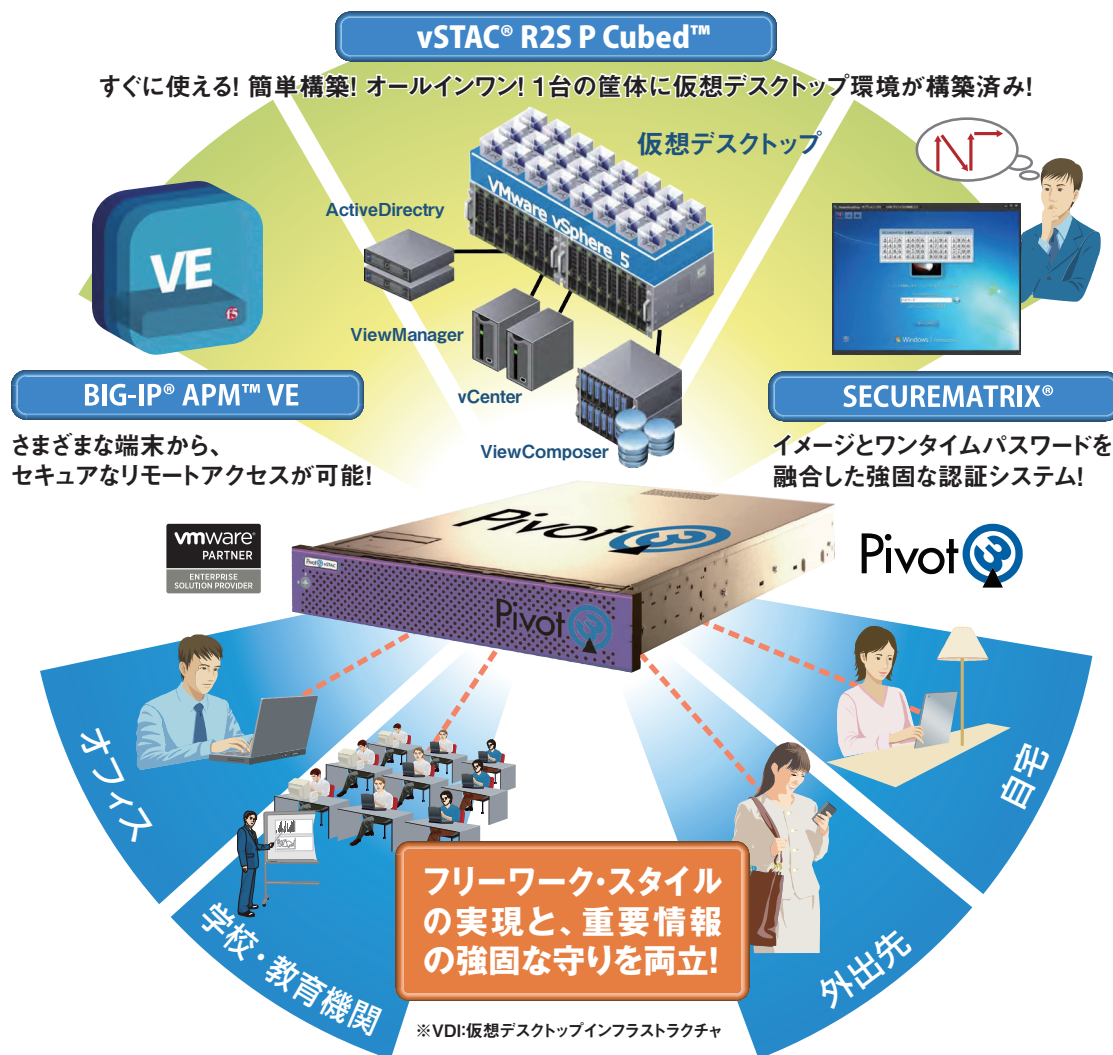 vSTAC® R2S P Cubed™
すぐに使える! 簡単構築! オールインワン! 1台の筐体に仮想デスクトップ環境が構築済み!
仮想デスクトップ
ActiveDirectry
VMware vSphere 5
VE
f5
ViewManager
vCenter
ViewComposer
Windows 7
BIG-IP® APM™ VE
さまざまな端末から、
セキュアなリモートアクセスが可能!
SECUREMATRIX®
イメージとワンタイムパスワードを
融合した強固な認証システム!
vmware®
PARTNER
ENTERPRISE
SOLUTION PROVIDER
Pivot3
Pivot3 vSTAC
Pivot3
Pivot3
オフィス
学校・教育機関
外出先
自宅
フリーワーク・スタイル
の実現と、重要情報
の強固な守りを両立!
※VDI:仮想デスクトップインフラストラクチャ